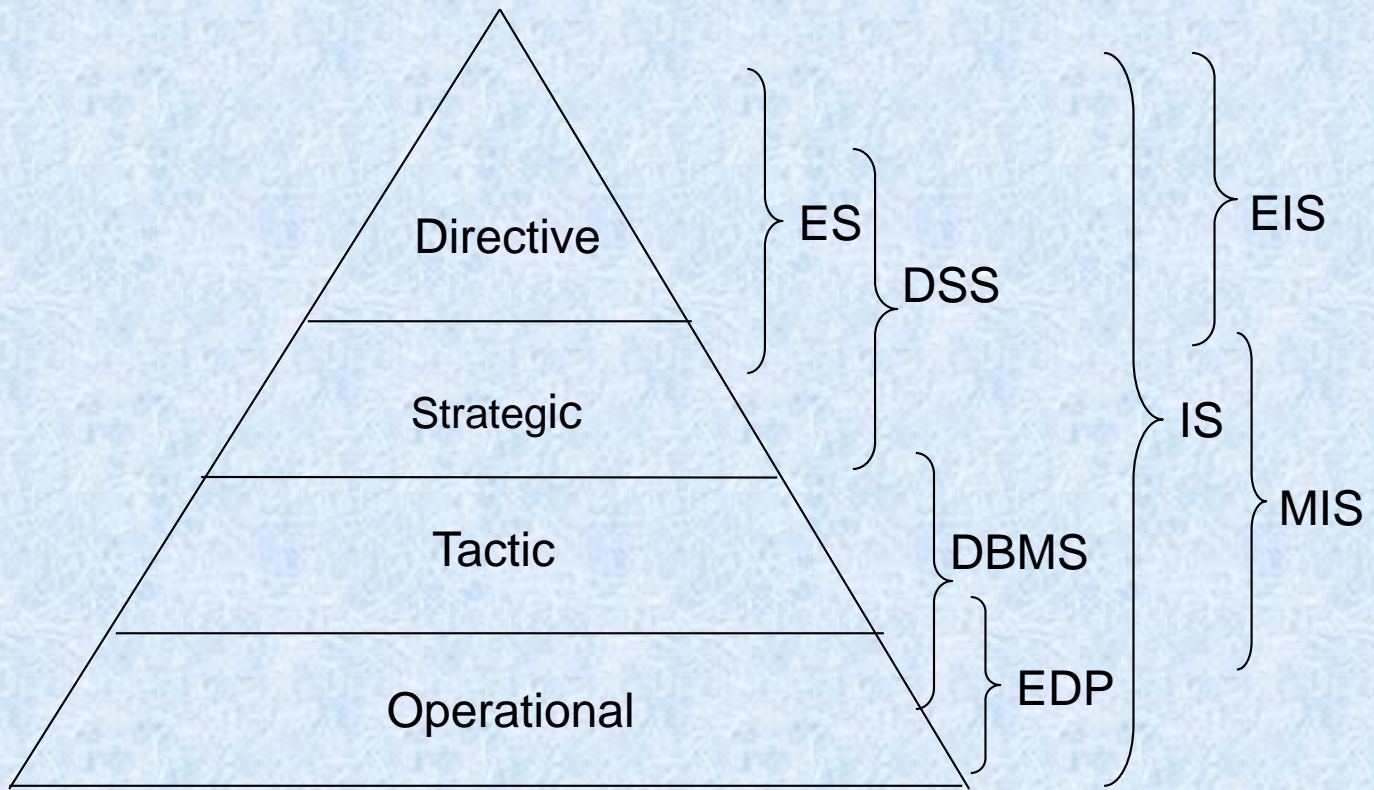 Directive
Strategic
Tactic
Operational
ES
DSS
DBMS
EDP
IS
EIS
MIS